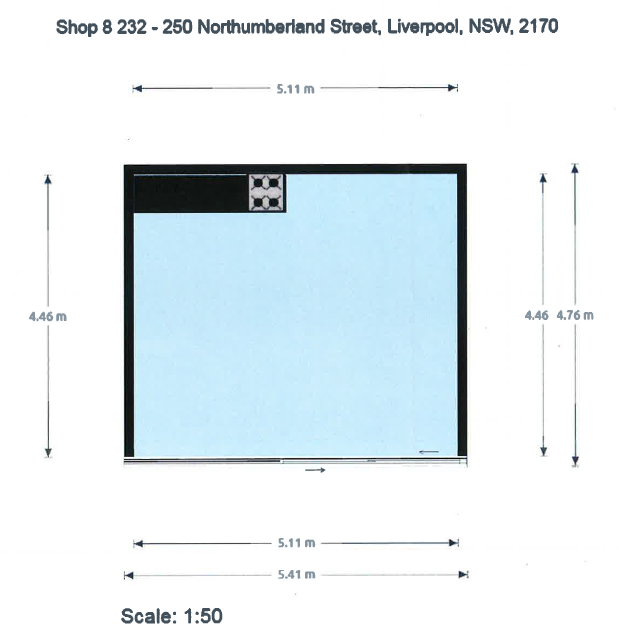 Shop 8 232 - 250 Northumberland Street, Liverpool, NSW, 2170
5.11 m
4.46 m
4.46
4.76 m
5.11 m
5.41 m
Scale: 1:50